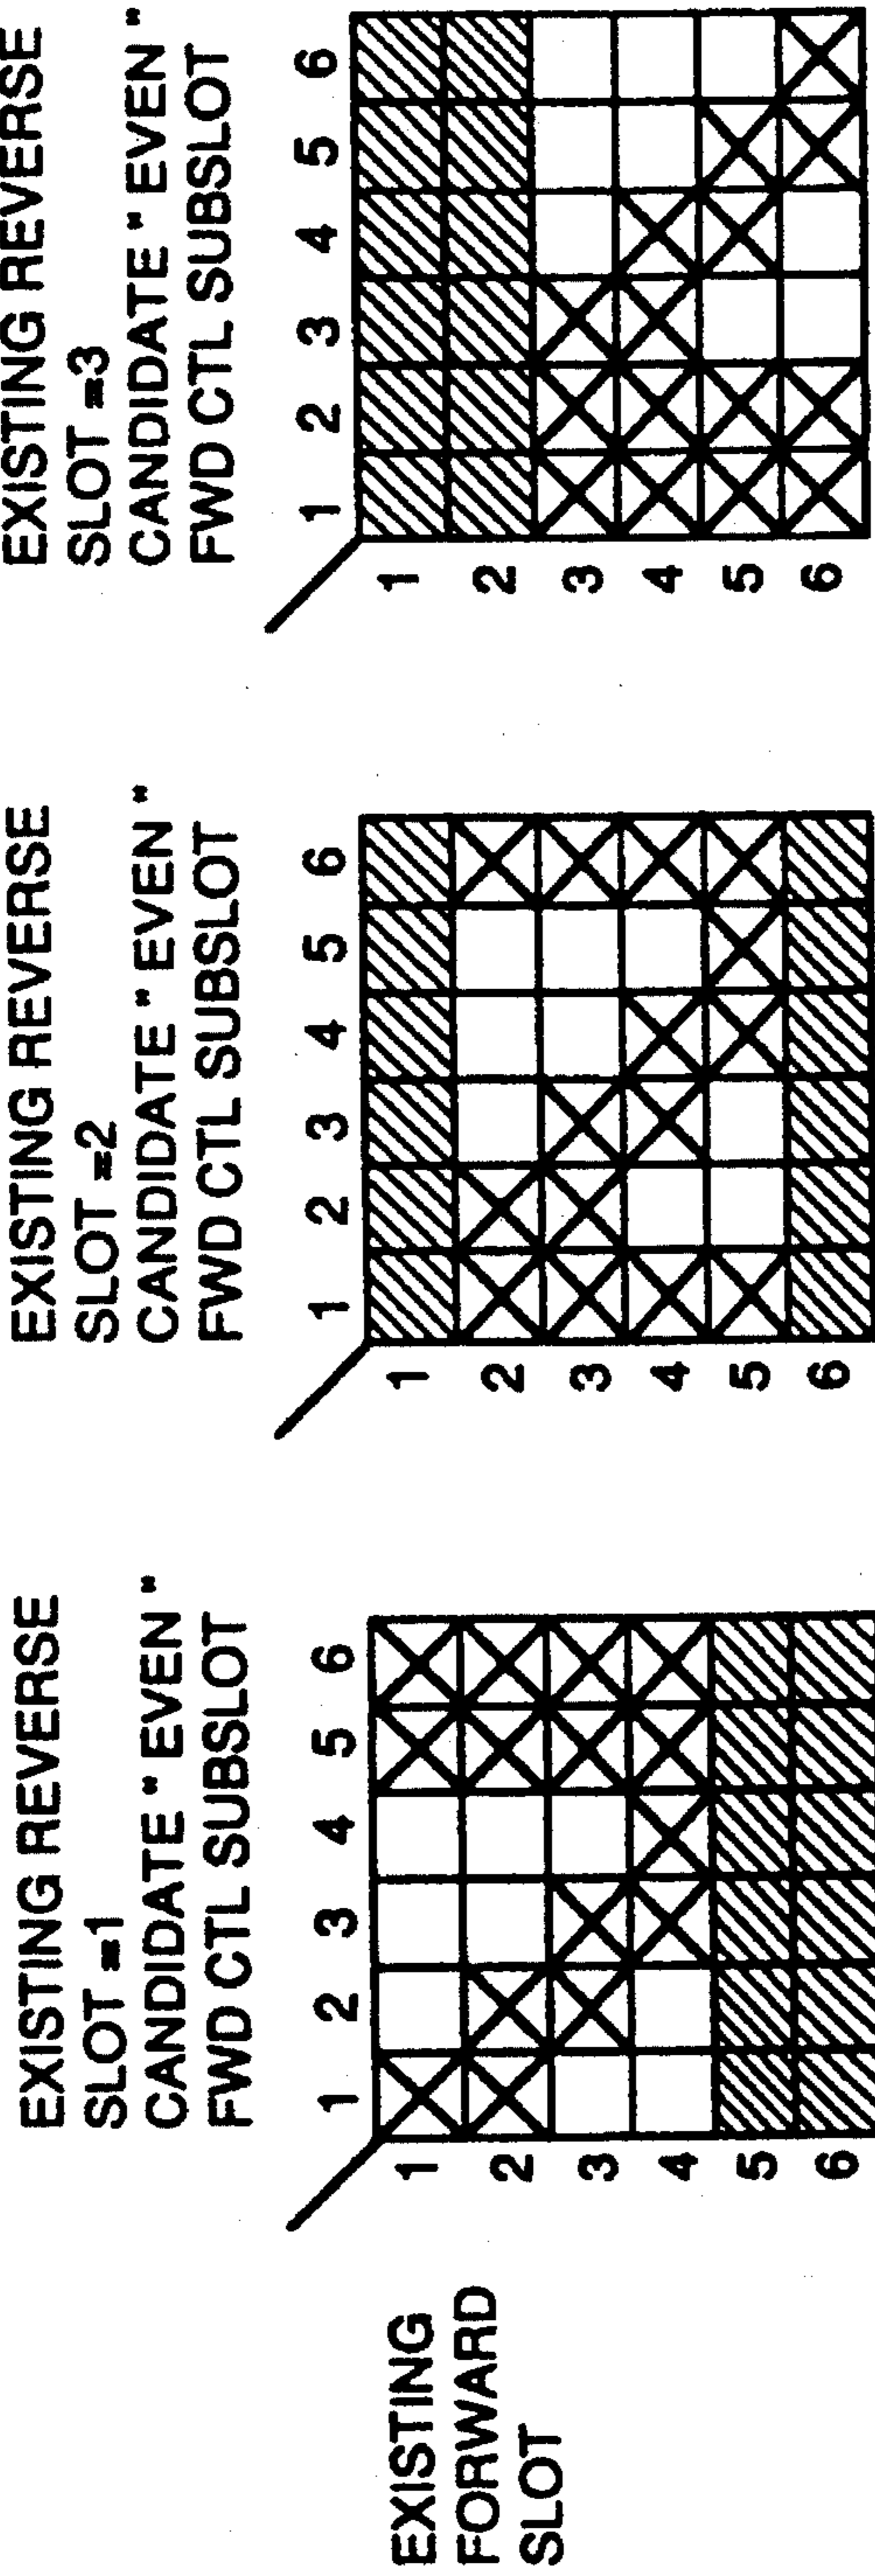 EXISTING
FORWARD
SLOT
EXISTING REVERSE
SLOT =1
CANDIDATE "EVEN"
FWD CTL SUBSLOT
1 2 3 4 5 6
1
2
3
4
5
6
EXISTING REVERSE
SLOT =2
CANDIDATE "EVEN"
FWD CTL SUBSLOT
1 2 3 4 5 6
1
2
3
4
5
6
EXISTING REVERSE
SLOT =3
CANDIDATE "EVEN"
FWD CTL SUBSLOT
1 2 3 4 5 6
1
2
3
4
5
6